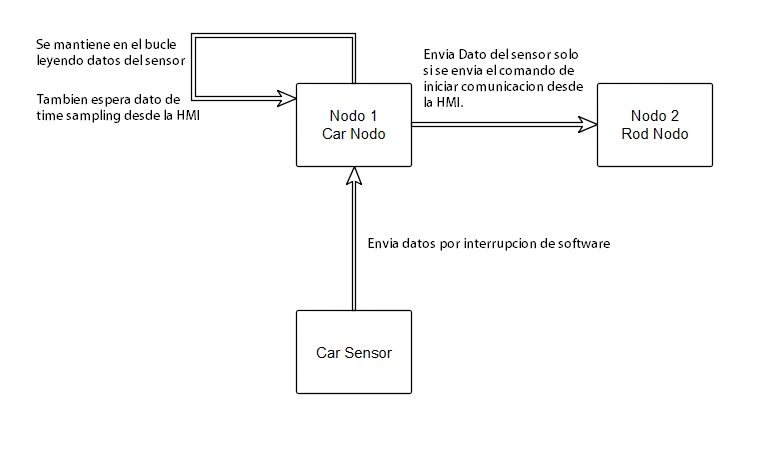 Se mantiene en el bucle
leyendo datos del sensor
Tambien espera dato de
time sampling desde la HMI
Envia Dato del sensor solo
si se envia el comando de
iniciar comunicacion desde
la HMI.
Nodo 1
Car Nodo
Nodo 2
Rod Nodo
Envia datos por interrupcion de software
Car Sensor